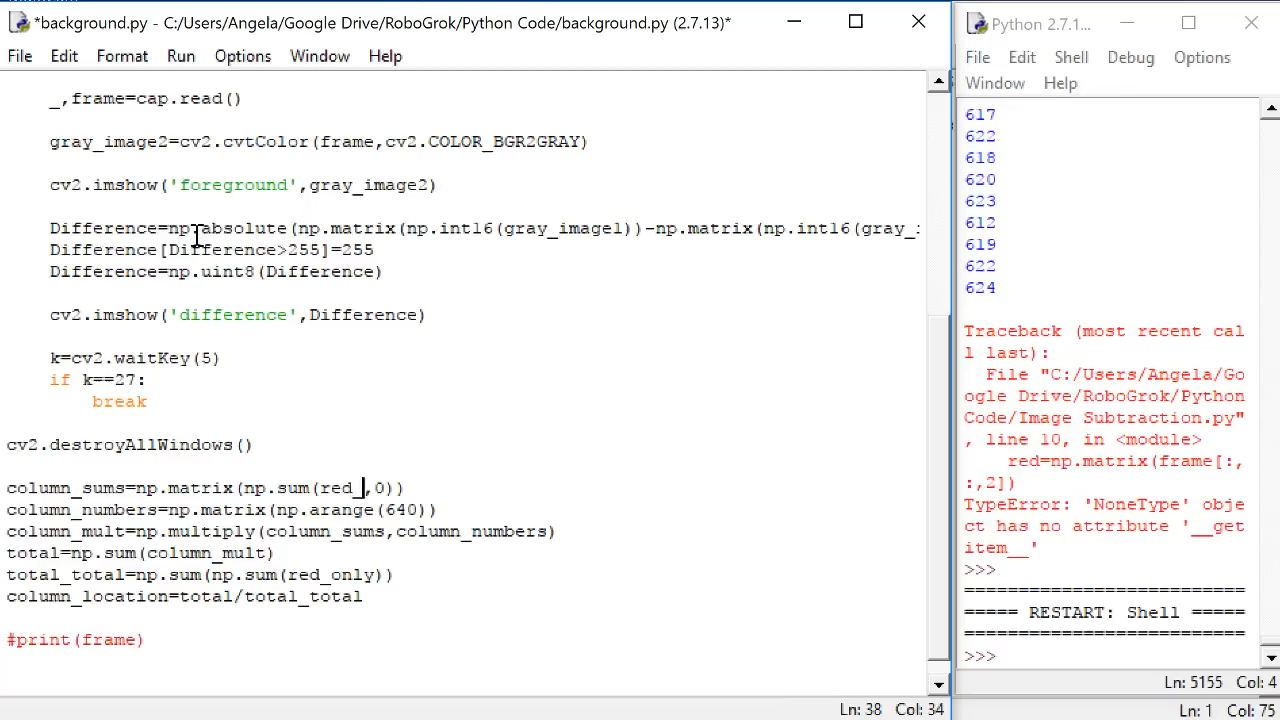 *background.py - C:/Users/Angela/Google Drive/RoboGrok/Python Code/background.py (2.7.13)*
File Edit Format Run Options Window Help
_,frame=cap.read()
gray_image2=cv2.cvtColor(frame,cv2.COLOR_BGR2GRAY)
cv2.imshow('foreground',gray_image2)
Difference=np.absolute(np.matrix(np.int16(gray_image1))-np.matrix(np.int16(gray_
Difference[Difference>255]=255
Difference=np.uint8(Difference)
cv2.imshow('difference',Difference)
k=cv2.waitKey(5)
if k==27:
break
cv2.destroyAllWindows()
column_sums=np.matrix(np.sum(red_,0))
column_numbers=np.matrix(np.arange(640))
column_mult=np.multiply(column_sums,column_numbers)
total=np.sum(column_mult)
total_total=np.sum(np.sum(red_only))
column_location=total/total_total
#print(frame)
Ln: 38 Col: 34
Python 2.7.1...
File Edit Shell Debug Options
Window Help
617
622
618
620
623
612
619
622
624
Traceback (most recent cal
l last):
File "C:/Users/Angela/Go
ogle Drive/RoboGrok/Python
Code/Image Subtraction.py"
, line 10, in <module>
red=np.matrix(frame[:,
:,2])
TypeError: 'NoneType' obje
ct has no attribute '__get
item__'
>>>
==========================
===== RESTART: Shell =====
==========================
>>>
Ln: 5155 Col: 4
Ln: 1 Col: 75